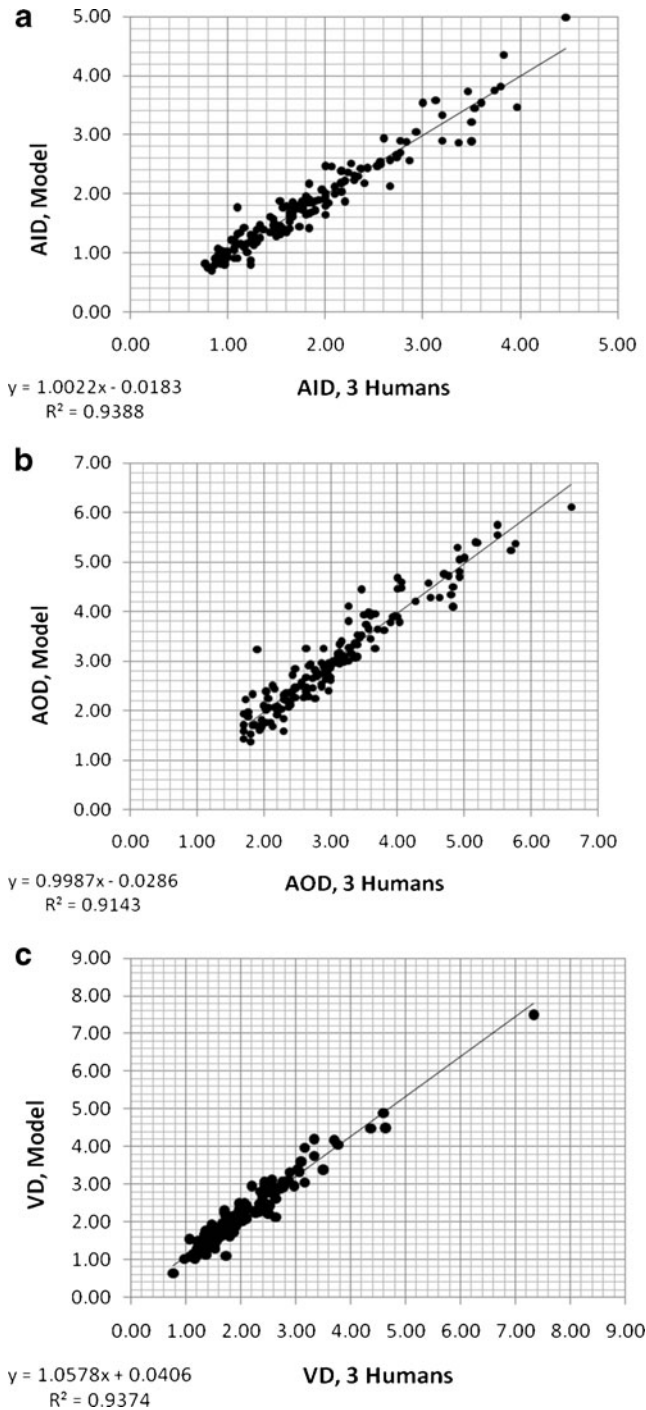 a
5.00
4.00
3.00
2.00
1.00
0.00
AID, Model
0.00 1.00 2.00 3.00 4.00 5.00
AID, 3 Humans
y = 1.0022x - 0.0183
R² = 0.9388
b
7.00
6.00
5.00
4.00
3.00
2.00
1.00
0.00
AOD, Model
0.00 1.00 2.00 3.00 4.00 5.00 6.00 7.00
AOD, 3 Humans
y = 0.9987x - 0.0286
R² = 0.9143
c
9.00
8.00
7.00
6.00
5.00
4.00
3.00
2.00
1.00
0.00
VD, Model
0.00 1.00 2.00 3.00 4.00 5.00 6.00 7.00 8.00 9.00
VD, 3 Humans
y = 1.0578x + 0.0406
R² = 0.9374